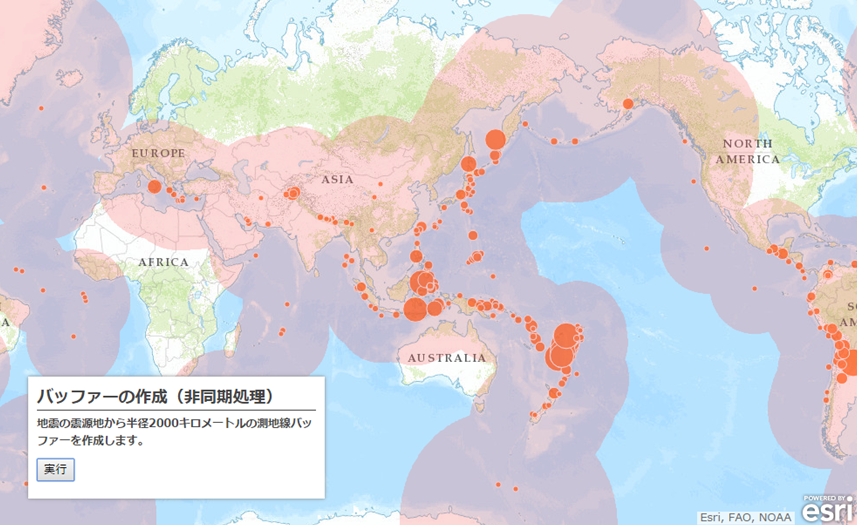 EUROPE
ASIA
NORTH
AMERICA
AFRICA
A
SO
AM
AUSTRALIA
バッファーの作成（非同期処理）
地震の震源地から半径2000キロメートルの測地線バッ
ファーを作成します。
実行
POWERED BY
esri
Esri, FAO, NOAA